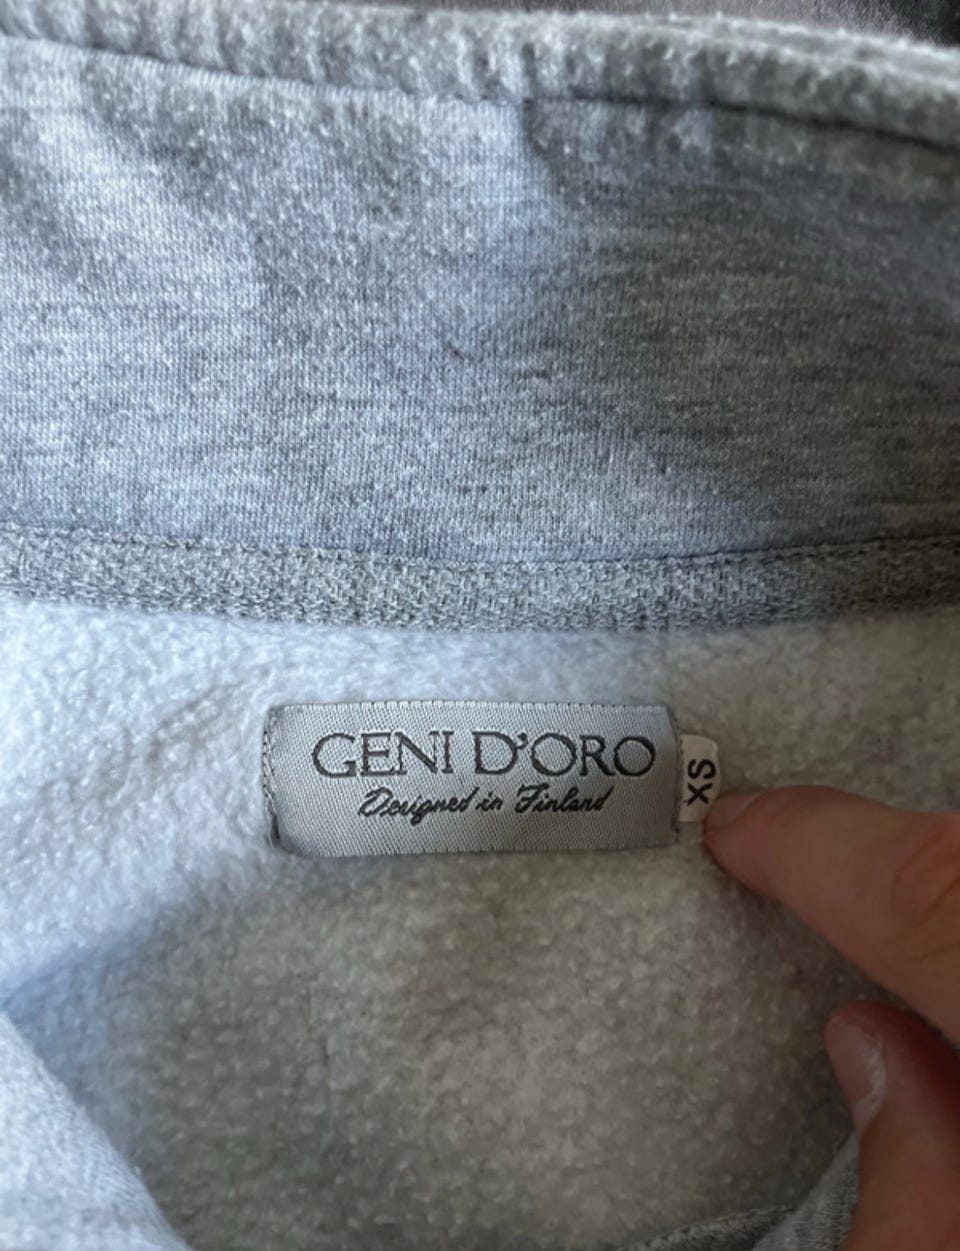 GENI D'ORO
Designed in Finland
XS